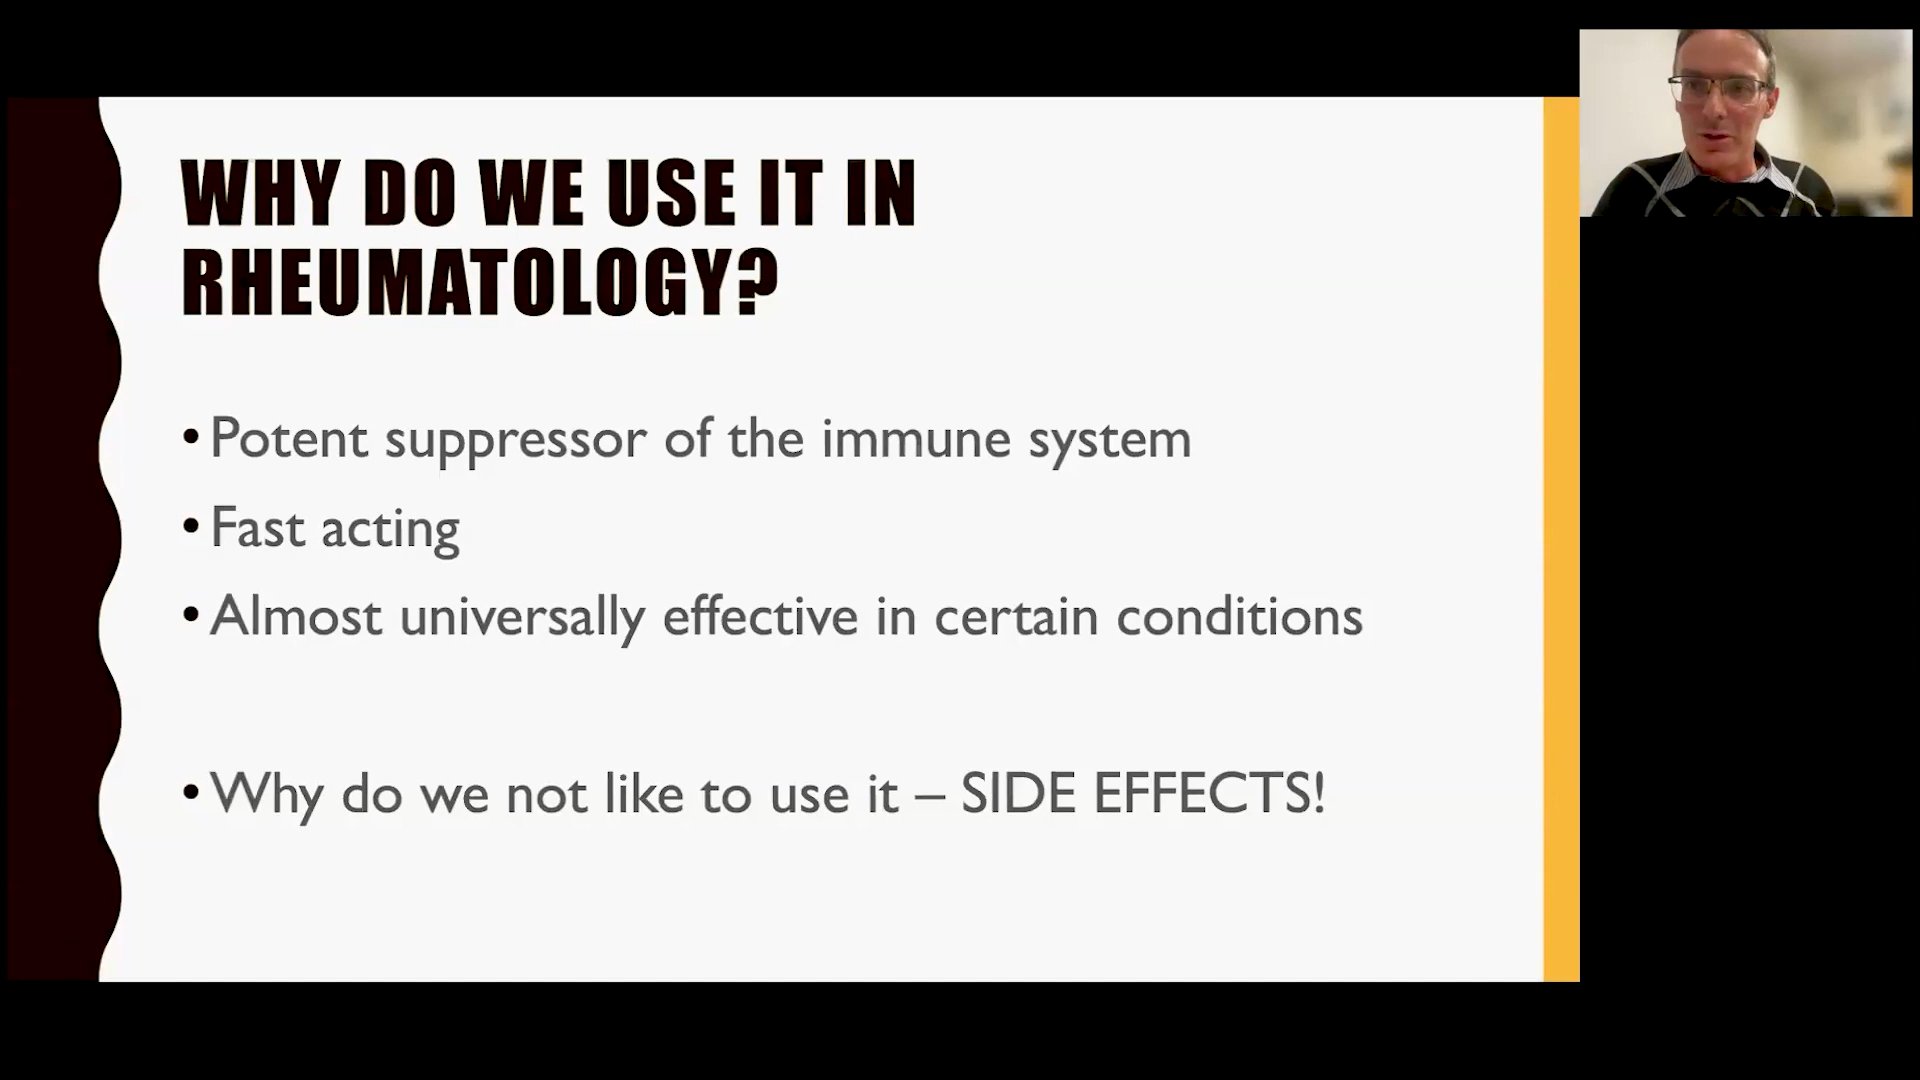 WHY DO WE USE IT IN
RHEUMATOLOGY?
• Potent suppressor of the immune system
• Fast acting
• Almost universally effective in certain conditions
• Why do we not like to use it – SIDE EFFECTS!